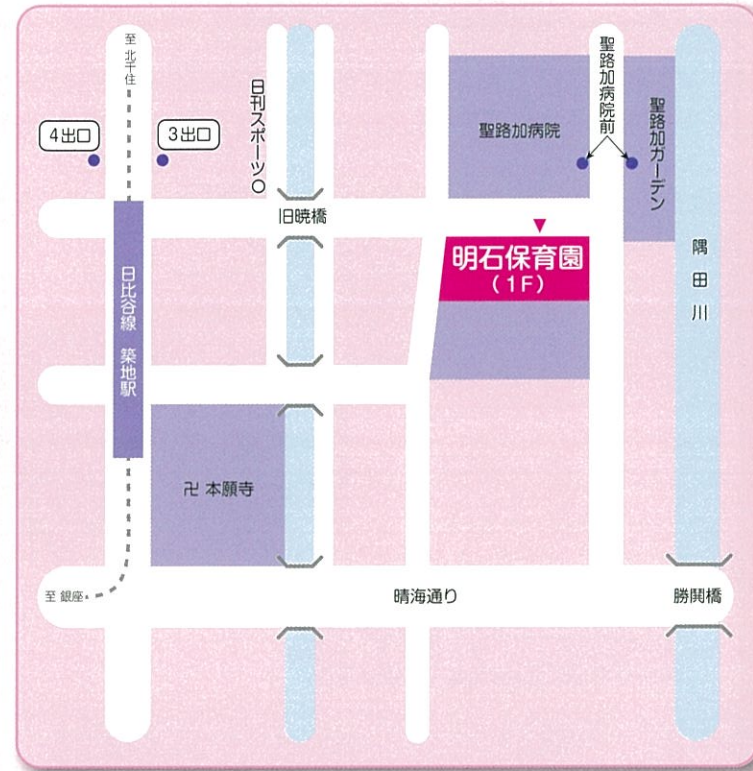 至 北千住
4出口
3出口
日刊スポーツ
聖路加病院
聖路加病院前
聖路加ガーデン
旧暁橋
明石保育園
(1F)
隅田川
日比谷線 築地駅
卍 本願寺
至 銀座
晴海通り
勝鬨橋